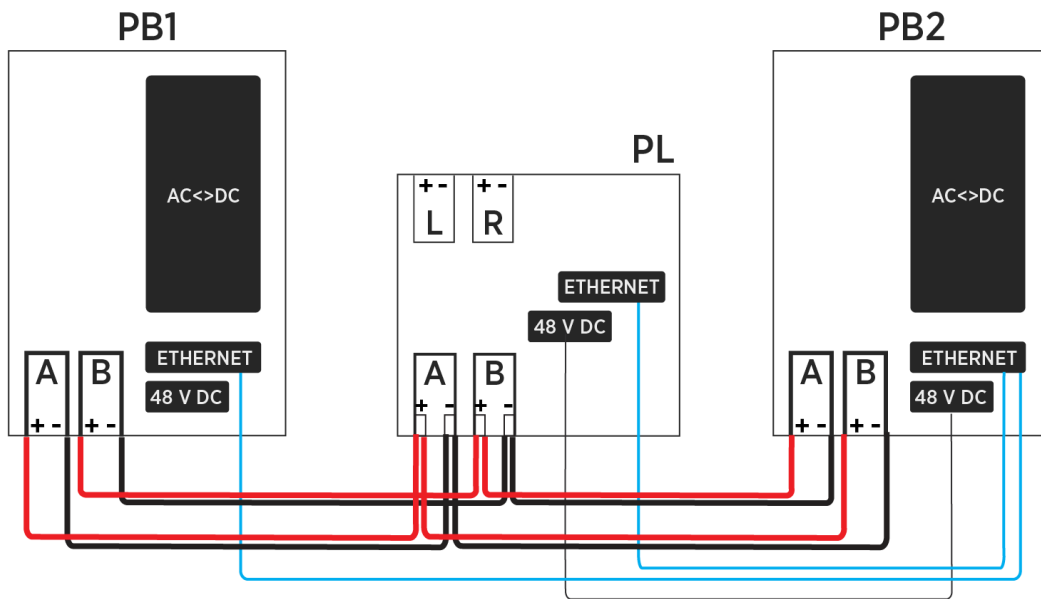 PB1
PB2
AC<>DC
PL
AC<>DC
+ - + -
L R
ETHERNET
48 V DC
A B
ETHERNET
48 V DC
+ - + -
A B
+ - + -
A B
ETHERNET
48 V DC
+ - + -